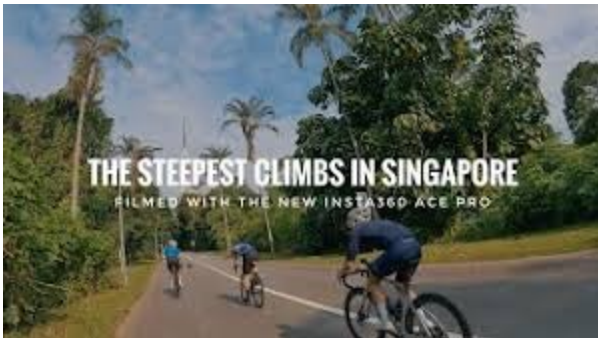 THE STEEPEST CLIMBS IN SINGAPORE
FILMED WITH THE NEW INSTA360 ACE PRO